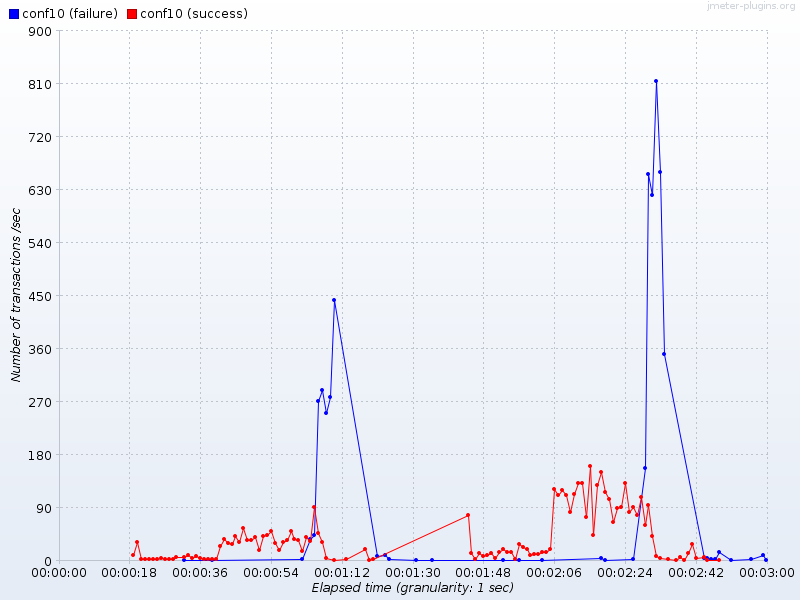 jmeter-plugins.org
conf10 (failure) conf10 (success)
900
810
720
630
540
450
360
270
180
90
0
Number of transactions /sec
00:00:00 00:00:18 00:00:36 00:00:54 00:01:12 00:01:30 00:01:48 00:02:06 00:02:24 00:02:42 00:03:00
Elapsed time (granularity: 1 sec)